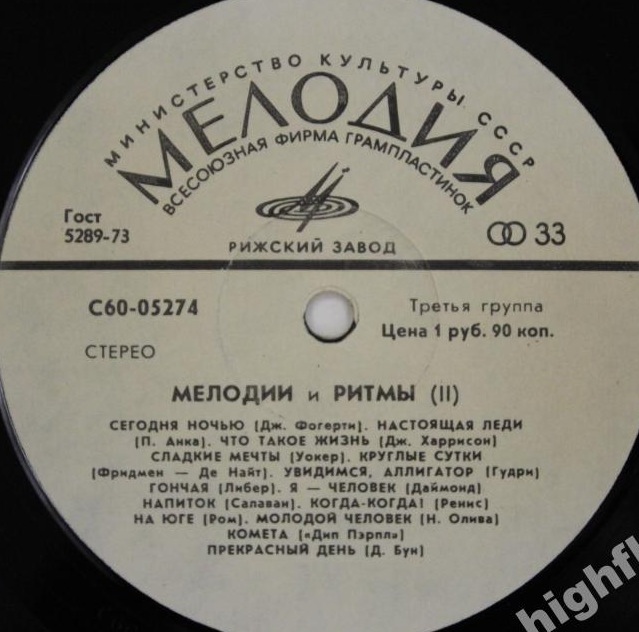 МИНИСТЕРСТВО КУЛЬТУРЫ СССР
МЕЛОДИЯ
ВСЕСОЮЗНАЯ ФИРМА ГРАМПЛАСТИНОК
Гост
5289-73
РИЖСКИЙ ЗАВОД
33
С60-05274
Третья группа
Цена 1 руб. 90 коп.
СТЕРЕО
МЕЛОДИИ и РИТМЫ (II)
СЕГОДНЯ НОЧЬЮ (Дж. Фогерти). НАСТОЯЩАЯ ЛЕДИ
(П. Анка). ЧТО ТАКОЕ ЖИЗНЬ (Дж. Харрисон)
СЛАДКИЕ МЕЧТЫ (Уокер). КРУГЛЫЕ СУТКИ
(Фридмен — Де Найт). УВИДИМСЯ, АЛЛИГАТОР (Гудри)
ГОНЧАЯ (Либер). Я — ЧЕЛОВЕК (Даймонд)
НАПИТОК (Салаван). КОГДА-КОГДА! (Ренис)
НА ЮГЕ (Ром). МОЛОДОЙ ЧЕЛОВЕК (Н. Олива)
КОМЕТА («Дип Пэрпл»)
ПРЕКРАСНЫЙ ДЕНЬ (Д. Бун)